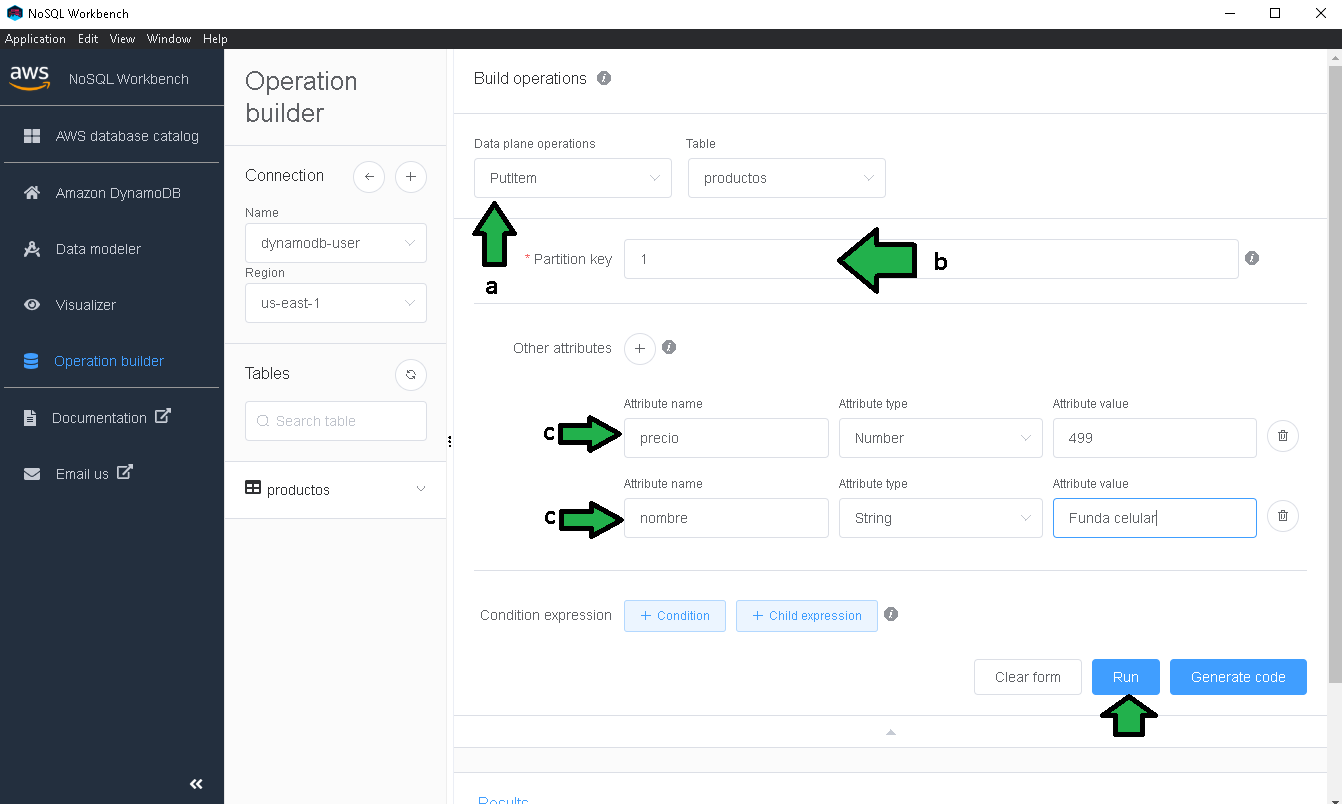 NoSQL Workbench
Application Edit View Window Help
aws NoSQL Workbench
AWS database catalog
Amazon DynamoDB
Data modeler
Visualizer
Operation builder
Documentation
Email us
Operation
builder
Connection
Name
dynamodb-user
Region
us-east-1
Tables
Search table
productos
Build operations
Data plane operations Table
PutItem productos
a
* Partition key 1 b
Other attributes
Attribute name Attribute type Attribute value
c precio Number 499
Attribute name Attribute type Attribute value
c nombre String Funda celular
Condition expression + Condition + Child expression
Clear form Run Generate code
Results